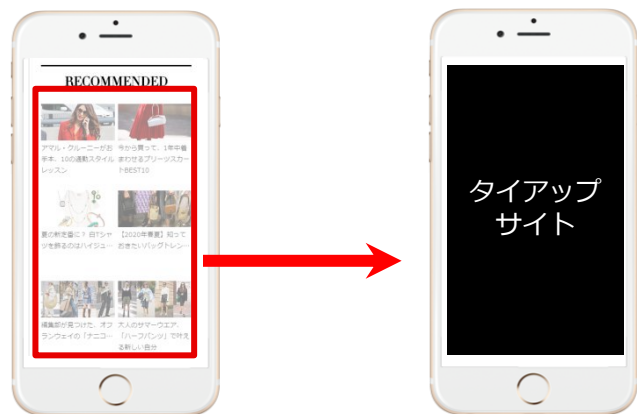 RECOMMENDED
アマル・クルーニーがお
手本、10の通勤スタイル
レッスン
今から買って、1年中着
まわせるプリーツスカー
トBEST10
夏の新定番に！ 白Tシャ
ツを飾るのはハイジュ…
【2020年春夏】知って
おきたいバッグトレン…
編集部が見つけた、オフ
ランウェイの「ナニコ…
大人のサマーウエア、
「ハーフパンツ」で叶え
る新しい自分
タイアップ
サイト